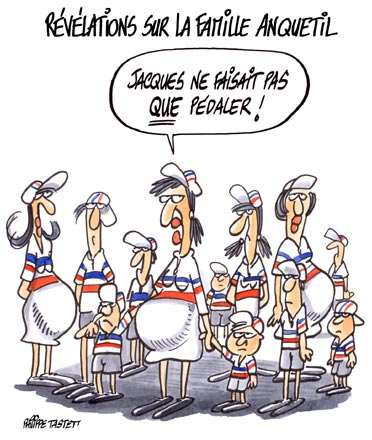 RÉVÉLATIONS SUR LA FAMILLE ANQUETIL
JACQUES NE FAISAIT PAS
QUE PÉDALER !
PHILIPPE TASTET